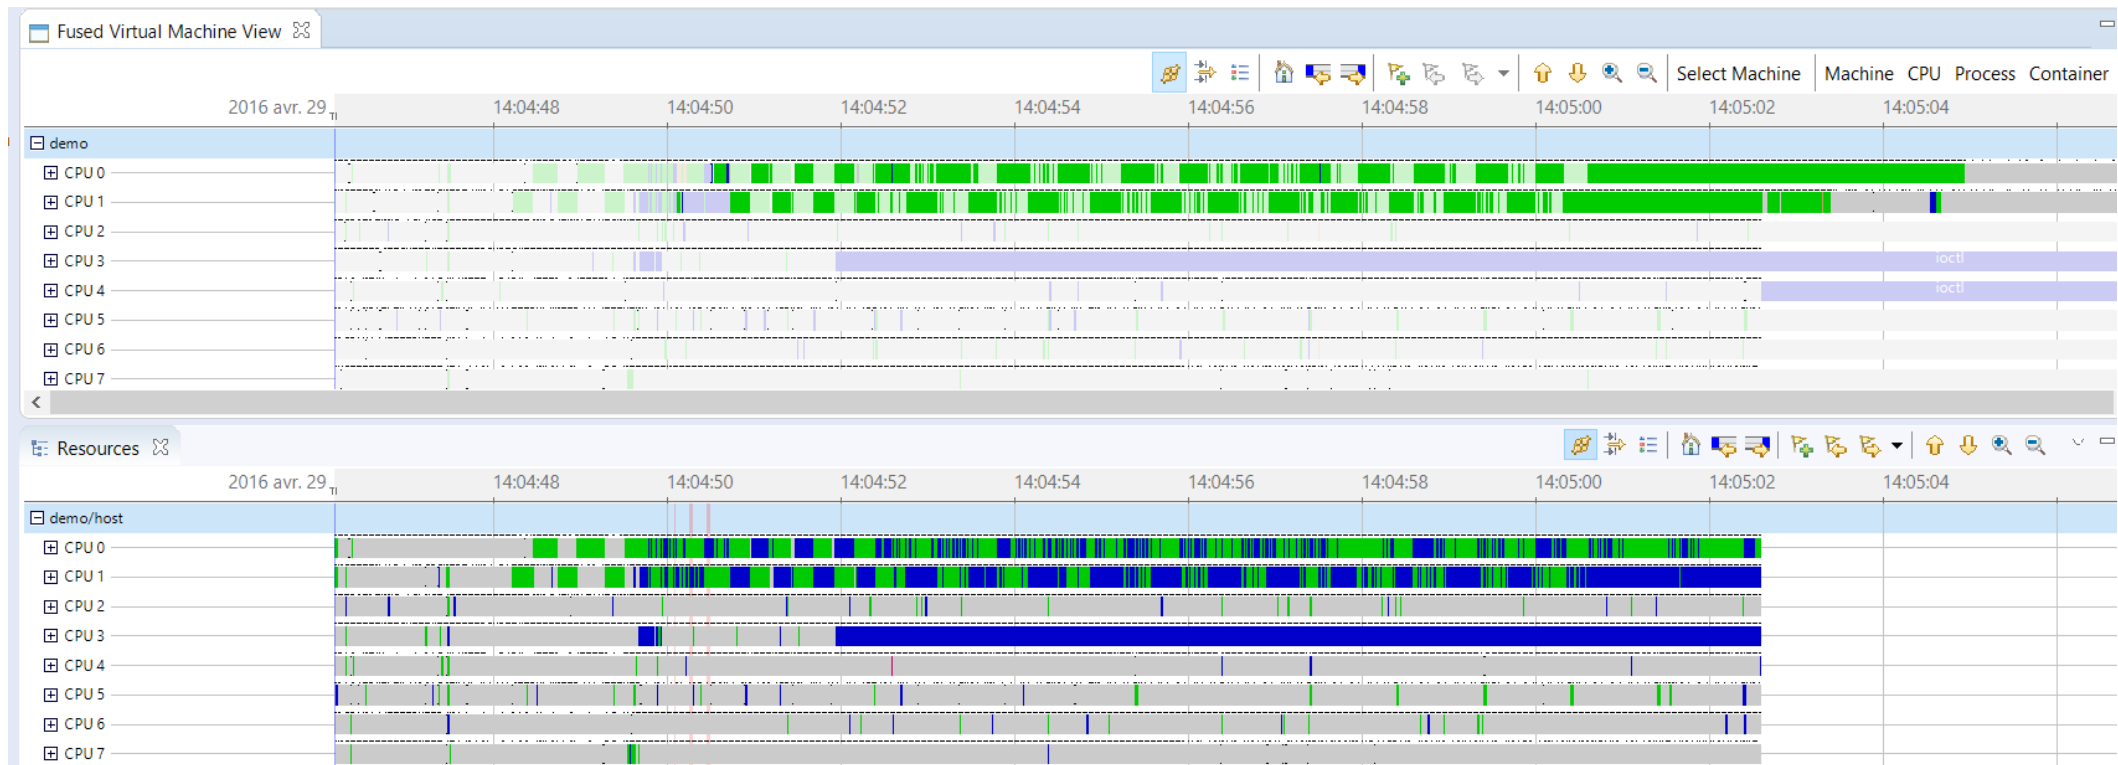 Fused Virtual Machine View
Select Machine Machine CPU Process Container
2016 avr. 29 14:04:48 14:04:50 14:04:52 14:04:54 14:04:56 14:04:58 14:05:00 14:05:02 14:05:04
demo
CPU 0
CPU 1
CPU 2
CPU 3 ioctl
CPU 4 ioctl
CPU 5
CPU 6
CPU 7
Resources
2016 avr. 29 14:04:48 14:04:50 14:04:52 14:04:54 14:04:56 14:04:58 14:05:00 14:05:02 14:05:04
demo/host
CPU 0
CPU 1
CPU 2
CPU 3
CPU 4
CPU 5
CPU 6
CPU 7